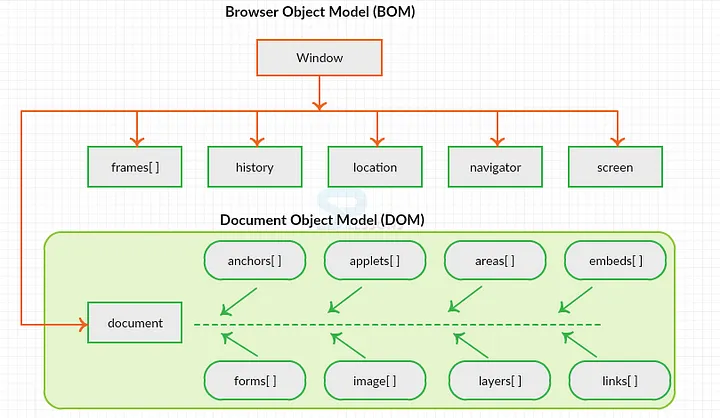 Browser Object Model (BOM)
Window
frames[ ]
history
location
navigator
screen
Document Object Model (DOM)
anchors[ ]
applets[ ]
areas[ ]
embeds[ ]
document
forms[ ]
image[ ]
layers[ ]
links[ ]